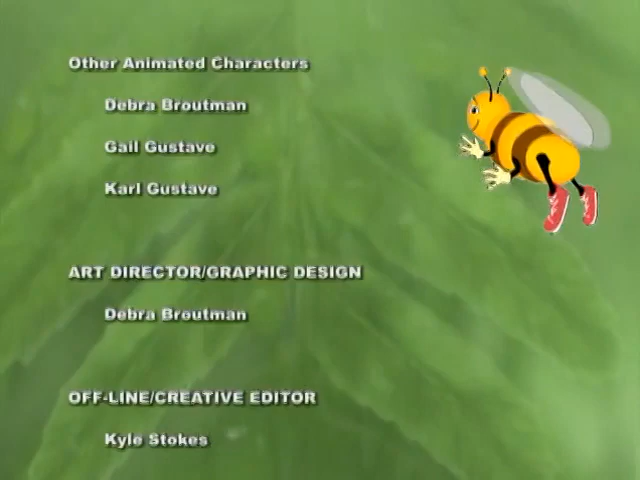 Other Animated Characters
Debra Broutman
Gail Gustave
Karl Gustave
ART DIRECTOR/GRAPHIC DESIGN
Debra Broutman
OFF-LINE/CREATIVE EDITOR
Kyle Stokes